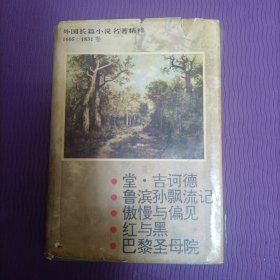 外国长篇小说名著精粹
1605—1831卷
堂·吉诃德
鲁滨孙飘流记
傲慢与偏见
红与黑
巴黎圣母院